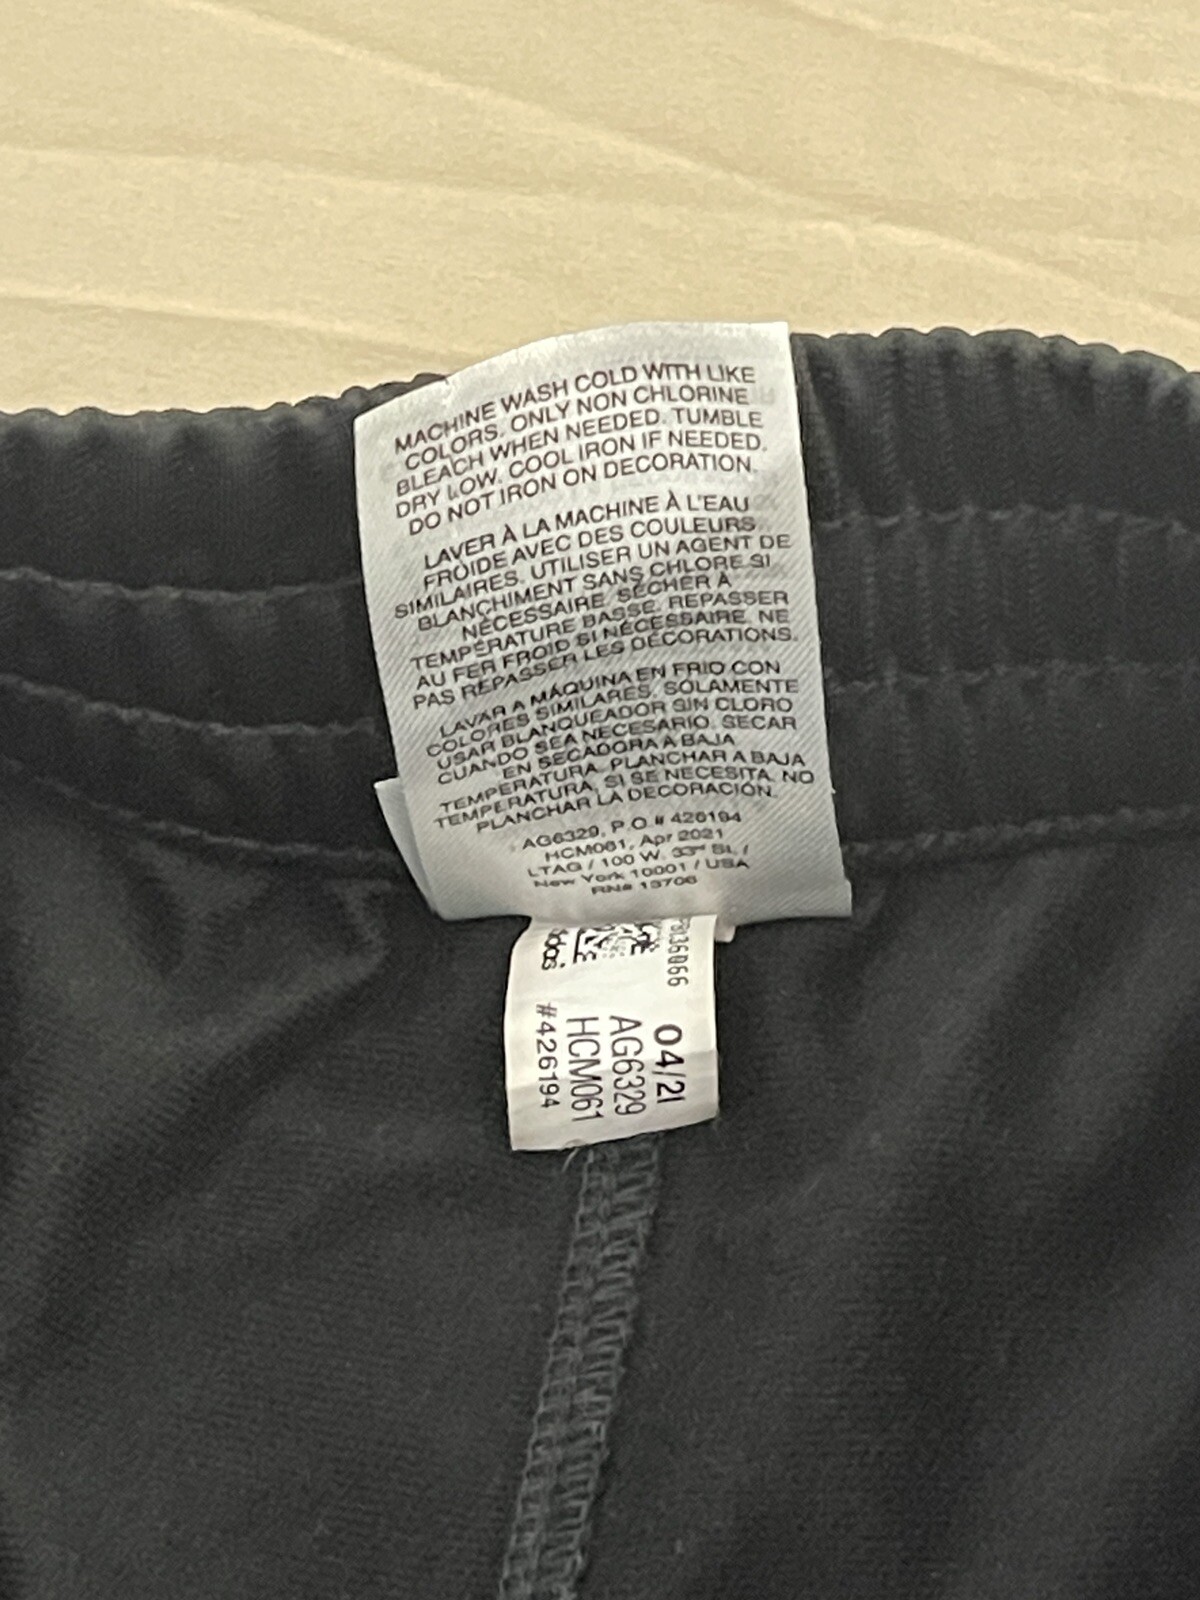 MACHINE WASH COLD WITH LIKE
COLORS. ONLY NON CHLORINE
BLEACH WHEN NEEDED. TUMBLE
DRY LOW. COOL IRON IF NEEDED.
DO NOT IRON ON DECORATION.
LAVER À LA MACHINE À L'EAU
FROIDE AVEC DES COULEURS
SIMILAIRES. UTILISER UN AGENT DE
BLANCHIMENT SANS CHLORE SI
NÉCESSAIRE. SÉCHER À
TEMPÉRATURE BASSE. REPASSER
AU FER FROID SI NÉCESSAIRE. NE
PAS REPASSER LES DÉCORATIONS.
LAVAR A MÁQUINA EN FRIO CON
COLORES SIMILARES. SOLAMENTE
USAR BLANQUEADOR SIN CLORO
CUANDO SEA NECESARIO. SECAR
EN SECADORA A BAJA
TEMPERATURA. PLANCHAR A BAJA
TEMPERATURA, SI SE NECESITA. NO
PLANCHAR LA DECORACIÓN.
AG6329, P.O.# 426194
HCM061, Apr 2021
LTAG / 100 W. 33rd St. /
New York 10001 / USA
RN# 13706
04/21
AG6329
HCM061
#426194